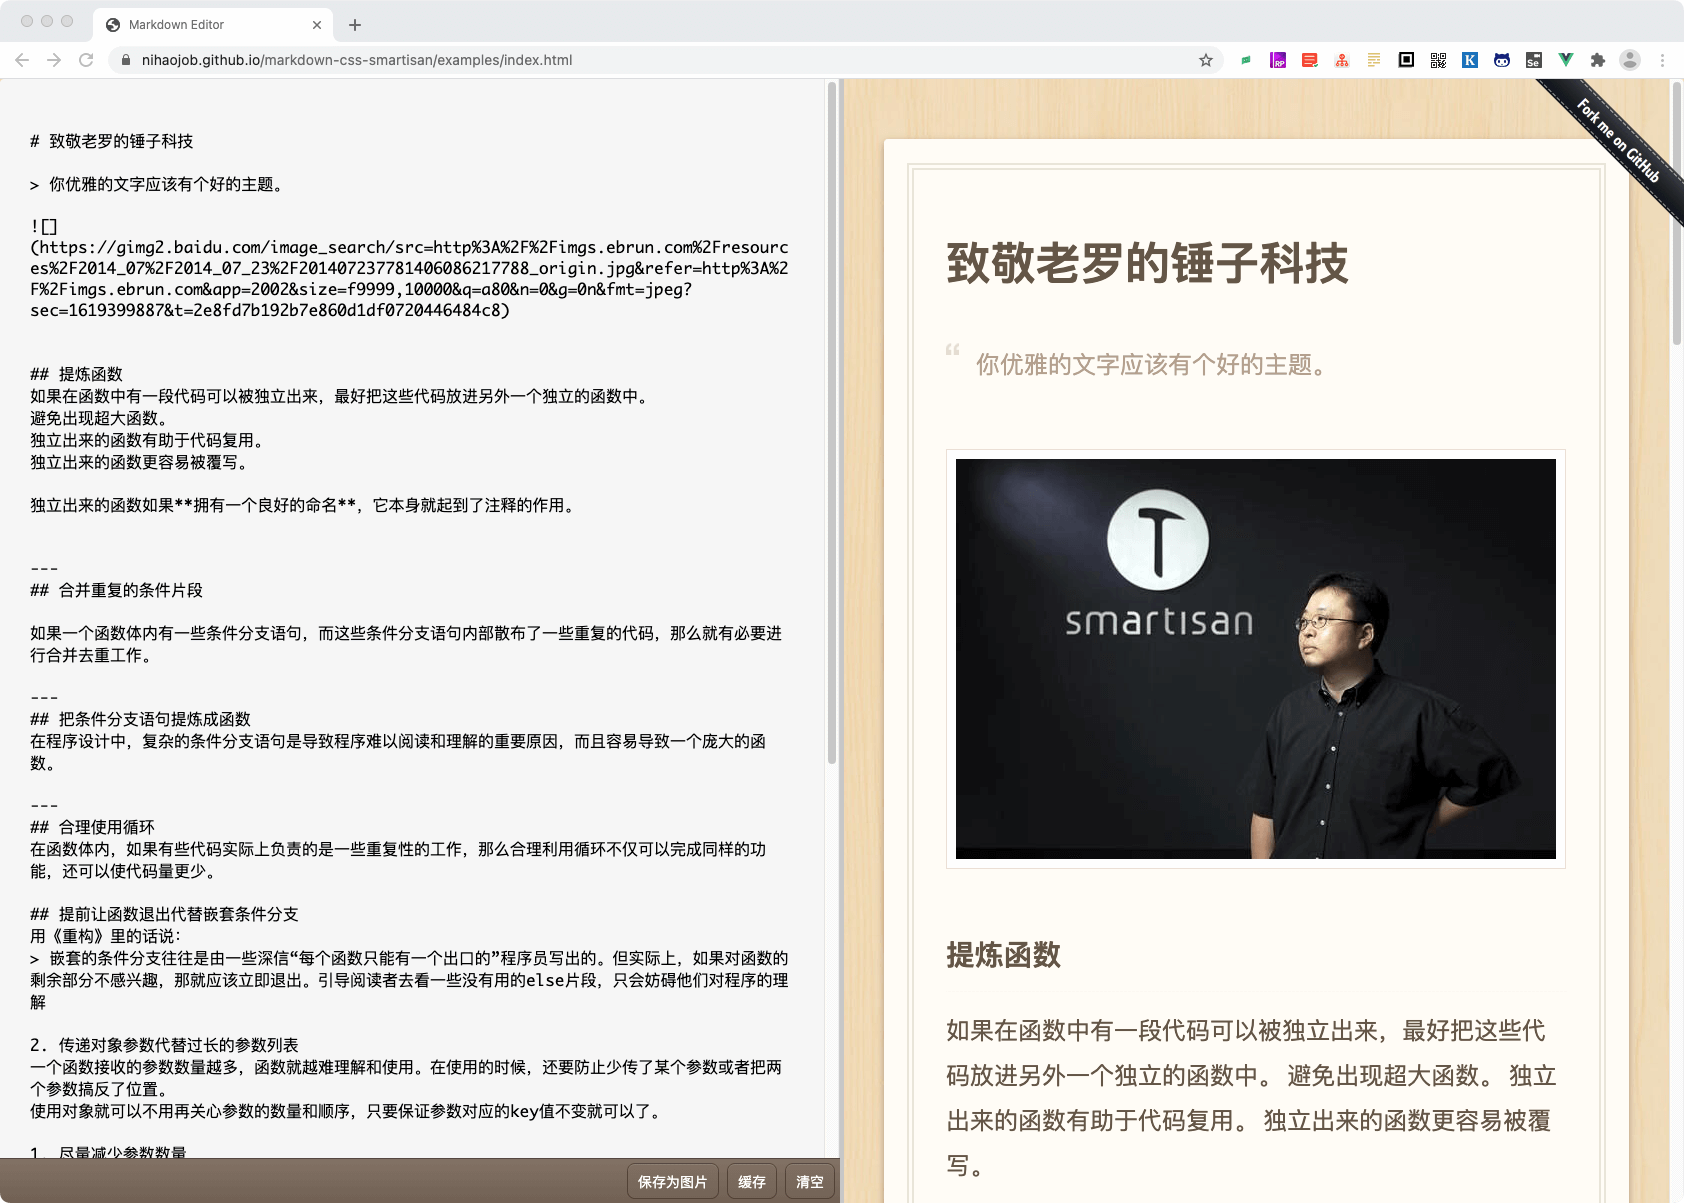 Markdown Editor
nihaojob.github.io/markdown-css-smartisan/examples/index.html
# 致敬老罗的锤子科技
> 你优雅的文字应该有个好的主题。
![]
(https://gimg2.baidu.com/image_search/src=http%3A%2F%2Fimgs.ebrun.com%2Fresourc
es%2F2014_07%2F2014_07_23%2F201407237781406086217788_origin.jpg&refer=http%3A%2
F%2Fimgs.ebrun.com&app=2002&size=f9999,10000&q=a80&n=0&g=0n&fmt=jpeg?
sec=1619399887&t=2e8fd7b192b7e860d1df0720446484c8)
## 提炼函数
如果在函数中有一段代码可以被独立出来，最好把这些代码放进另外一个独立的函数中。
避免出现超大函数。
独立出来的函数有助于代码复用。
独立出来的函数更容易被覆写。
独立出来的函数如果**拥有一个良好的命名**，它本身就起到了注释的作用。
---
## 合并重复的条件片段
如果一个函数体内有一些条件分支语句，而这些条件分支语句内部散布了一些重复的代码，那么就有必要进
行合并去重工作。
---
## 把条件分支语句提炼成函数
在程序设计中，复杂的条件分支语句是导致程序难以阅读和理解的重要原因，而且容易导致一个庞大的函
数。
---
## 合理使用循环
在函数体内，如果有些代码实际上负责的是一些重复性的工作，那么合理利用循环不仅可以完成同样的功
能，还可以使代码量更少。
## 提前让函数退出代替嵌套条件分支
用《重构》里的话说：
> 嵌套的条件分支往往是由一些深信“每个函数只能有一个出口的”程序员写出的。但实际上，如果对函数的
剩余部分不感兴趣，那就应该立即退出。引导阅读者去看一些没有用的else片段，只会妨碍他们对程序的理
解
2. 传递对象参数代替过长的参数列表
一个函数接收的参数数量越多，函数就越难理解和使用。在使用的时候，还要防止少传了某个参数或者把两
个参数搞反了位置。
使用对象就可以不用再关心参数的数量和顺序，只要保证参数对应的key值不变就可以了。
1. 尽量减少参数数量
保存为图片
缓存
清空
Fork me on GitHub
致敬老罗的锤子科技
“ 你优雅的文字应该有个好的主题。
T
smartisan
提炼函数
如果在函数中有一段代码可以被独立出来，最好把这些代
码放进另外一个独立的函数中。 避免出现超大函数。 独立
出来的函数有助于代码复用。 独立出来的函数更容易被覆
写。
RP
K
Se